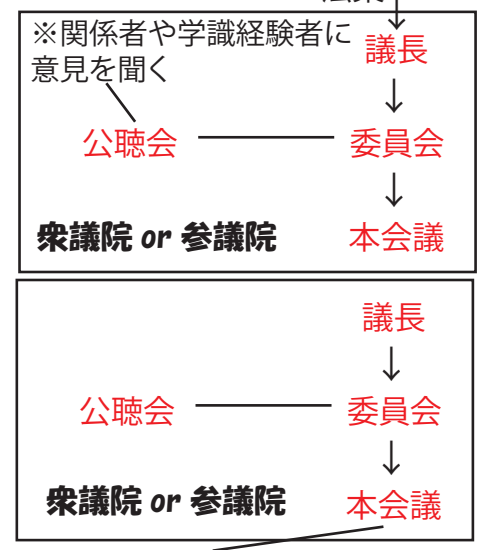 ※関係者や学識経験者に
意見を聞く
議長
↓
公聴会 委員会
↓
衆議院 or 参議院 本会議
議長
↓
公聴会 委員会
↓
衆議院 or 参議院 本会議